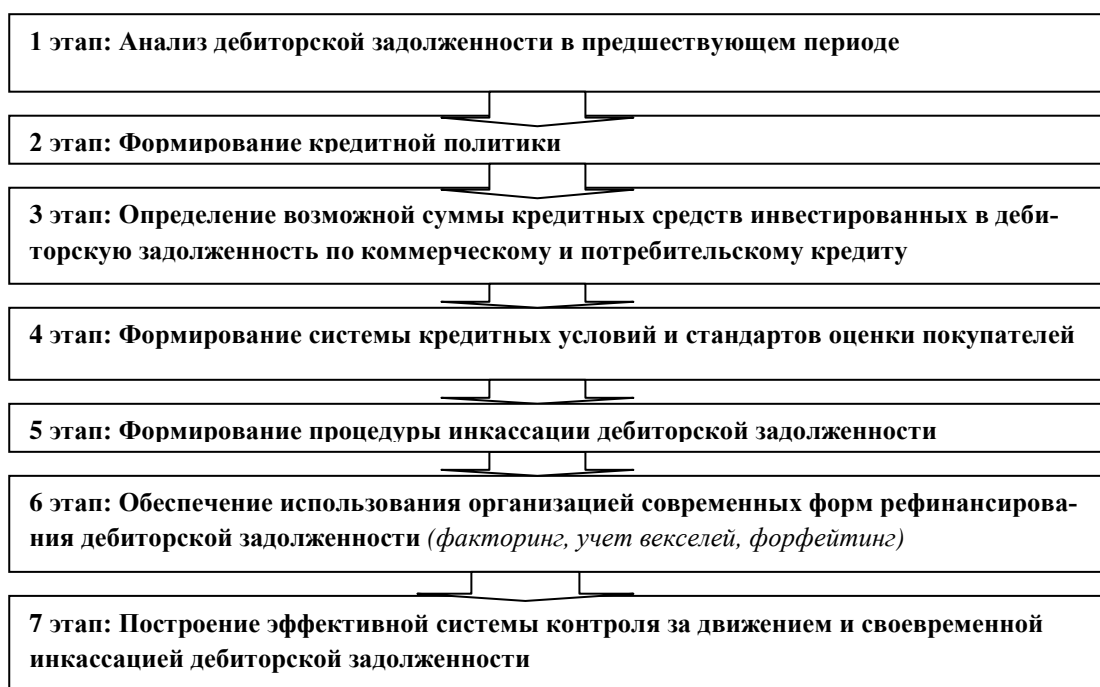 1 этап: Анализ дебиторской задолженности в предшествующем периоде
2 этап: Формирование кредитной политики
3 этап: Определение возможной суммы кредитных средств инвестированных в деби-
торскую задолженность по коммерческому и потребительскому кредиту
4 этап: Формирование системы кредитных условий и стандартов оценки покупателей
5 этап: Формирование процедуры инкассации дебиторской задолженности
6 этап: Обеспечение использования организацией современных форм рефинансирова-
ния дебиторской задолженности (факторинг, учет векселей, форфейтинг)
7 этап: Построение эффективной системы контроля за движением и своевременной
инкассацией дебиторской задолженности